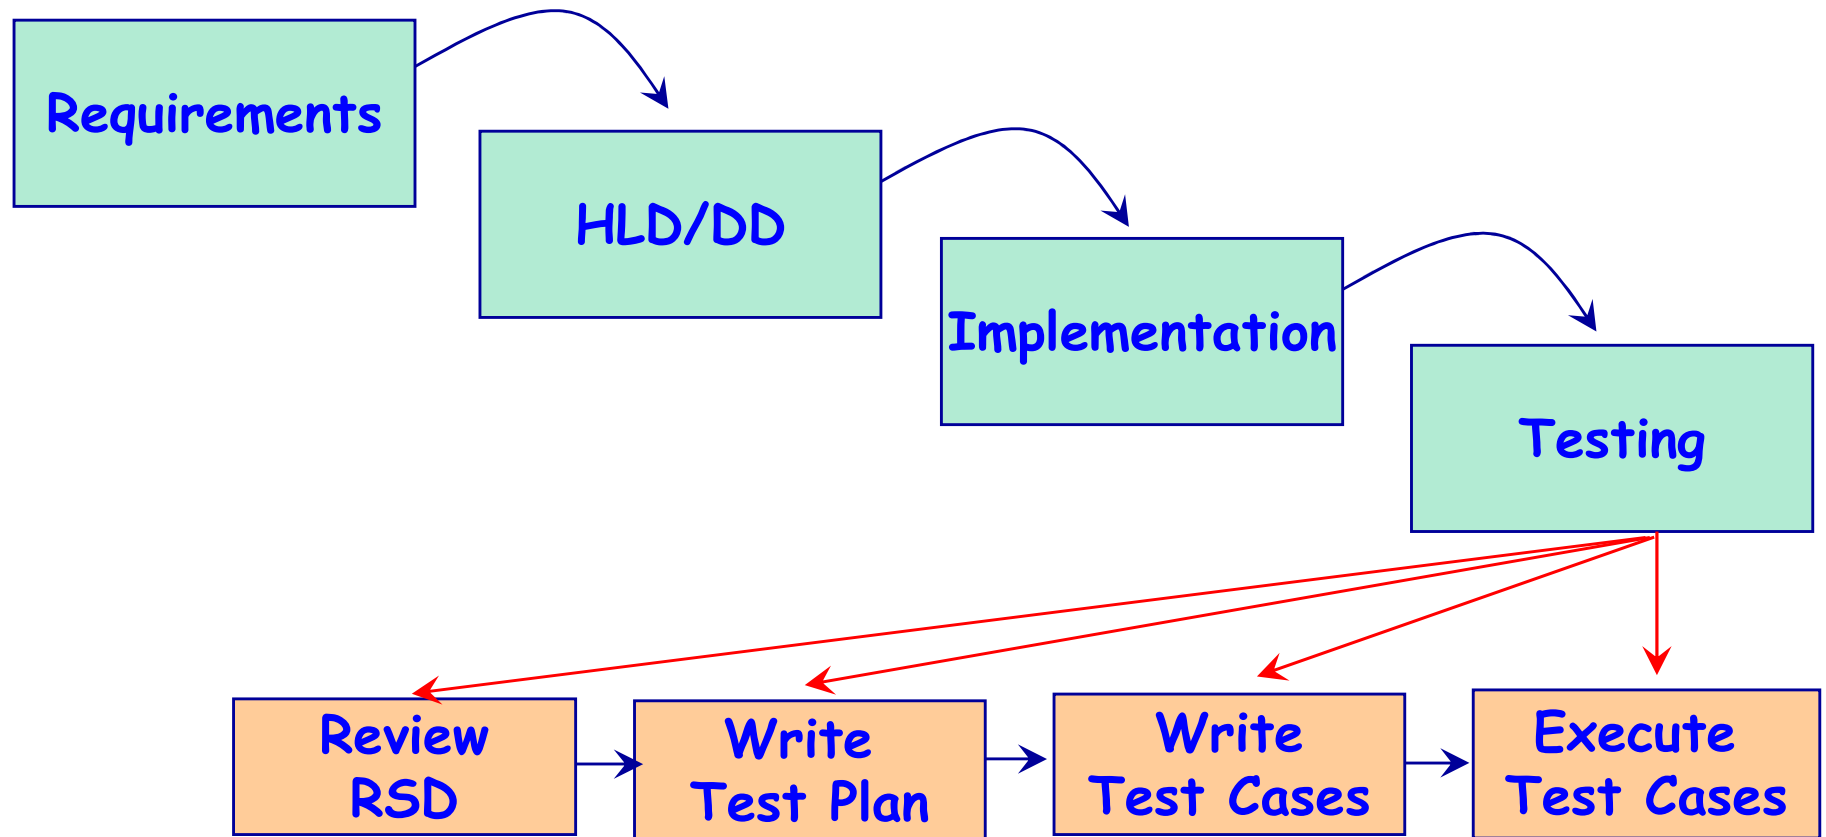 Requirements
HLD/DD
Implementation
Testing
Review
RSD
Write
Test Plan
Write
Test Cases
Execute
Test Cases